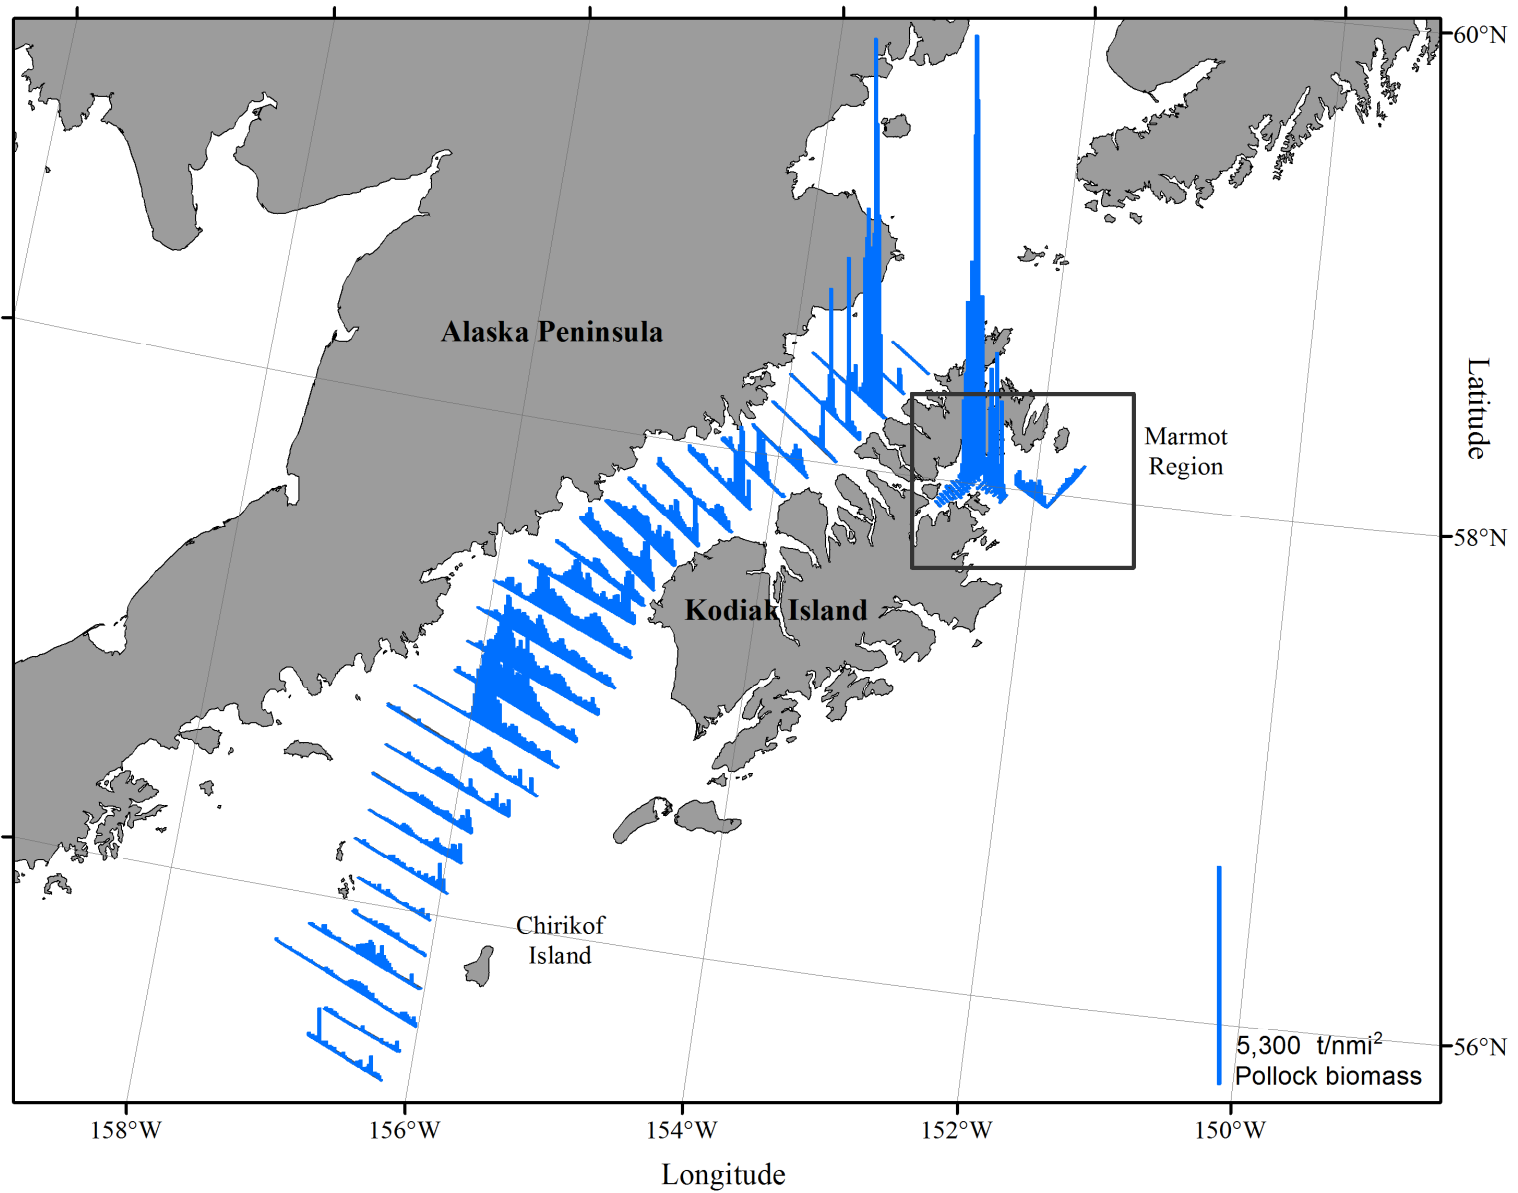 60°N
Alaska Peninsula
Latitude
Marmot
Region
58°N
Kodiak Island
Chirikof
Island
5,300 t/nmi²
Pollock biomass
56°N
158°W
156°W
154°W
152°W
150°W
Longitude